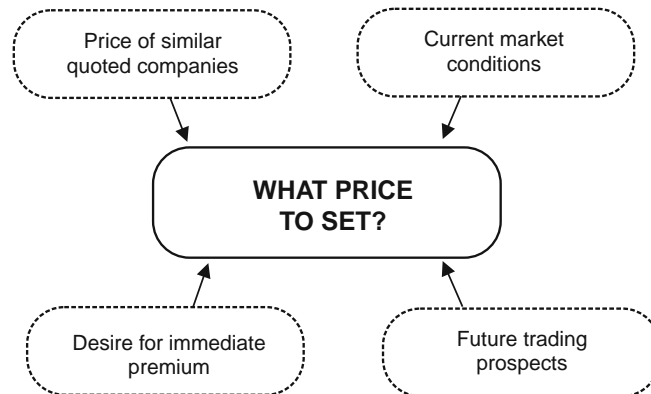 Price of similar
quoted companies
Current market
conditions
WHAT PRICE
TO SET?
Desire for immediate
premium
Future trading
prospects